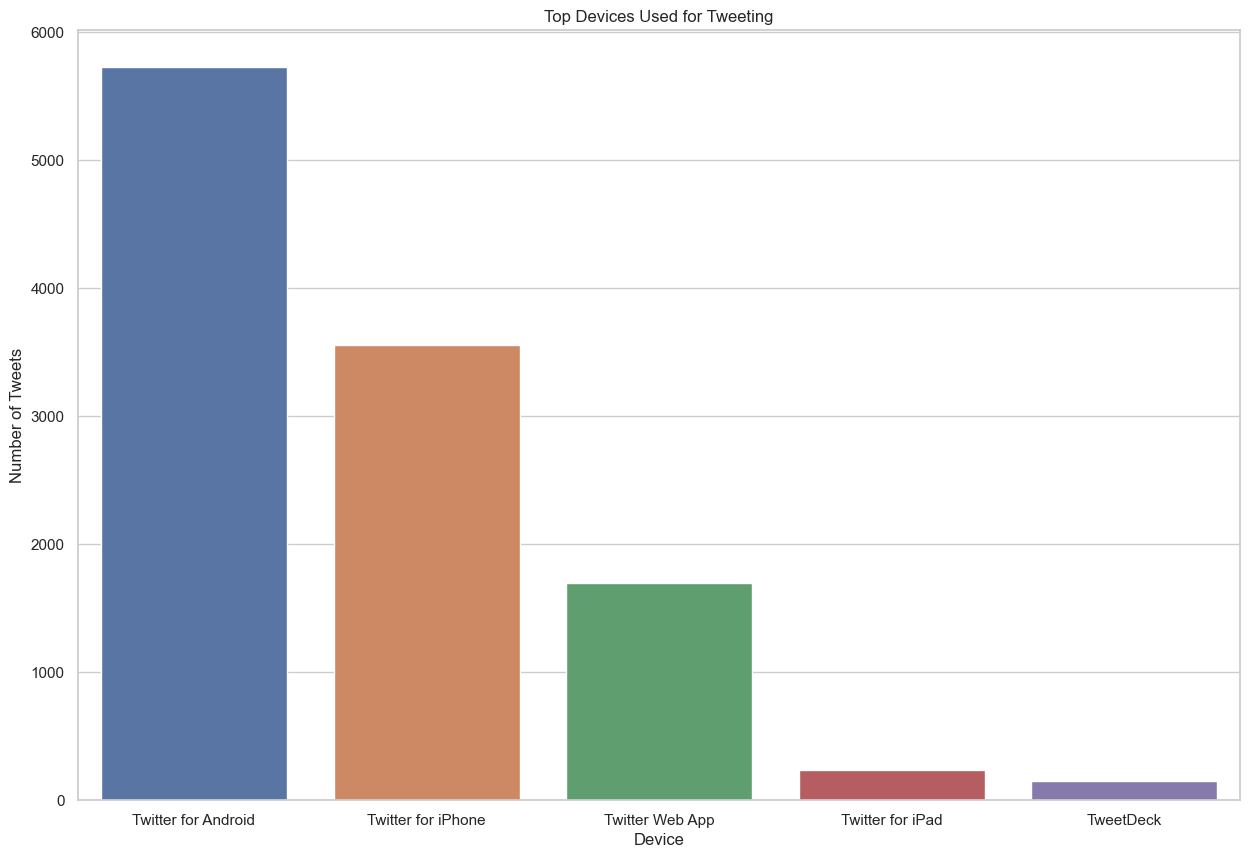 Top Devices Used for Tweeting
6000
5000
4000
3000
2000
1000
0
Number of Tweets
Twitter for Android
Twitter for iPhone
Twitter Web App
Twitter for iPad
TweetDeck
Device